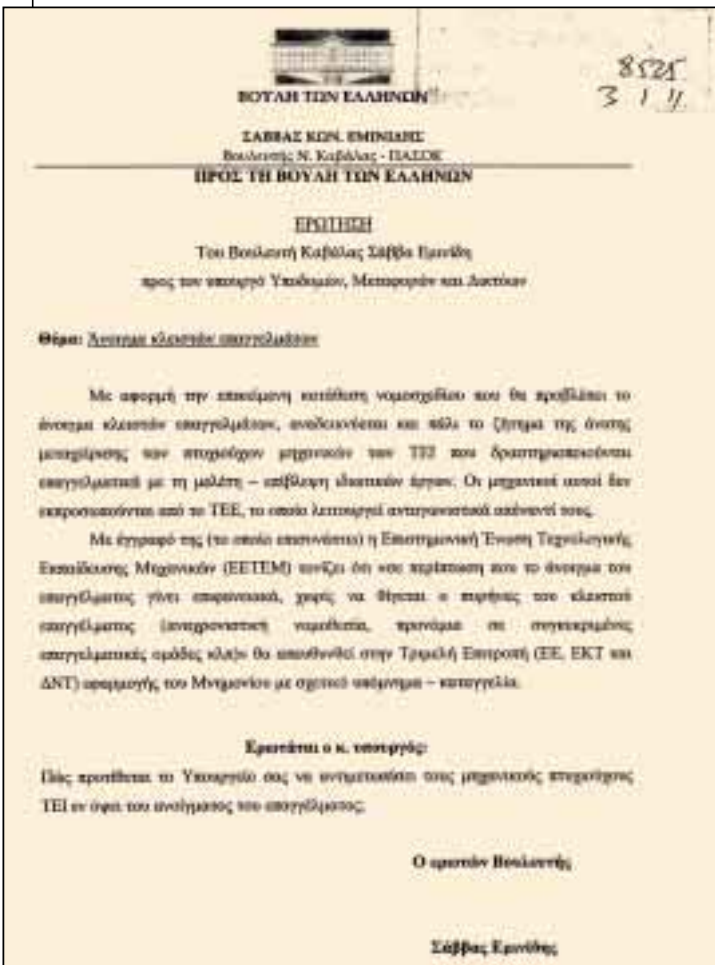 8525
3 1 11
ΒΟΥΛΗ ΤΩΝ ΕΛΛΗΝΩΝ
ΣΑΒΒΑΣ ΚΩΝ. ΕΜΙΝΙΔΗΣ
Βουλευτής Ν. Καβάλας - ΠΑΣΟΚ
ΠΡΟΣ ΤΗ ΒΟΥΛΗ ΤΩΝ ΕΛΛΗΝΩΝ
ΕΡΩΤΗΣΗ
Του Βουλευτή Καβάλας Σάββα Εμινίδη
προς τον υπουργό Υποδομών, Μεταφορών και Δικτύων
Θέμα: Άνοιγμα κλειστών επαγγελμάτων
Με αφορμή την επικείμενη κατάθεση νομοσχεδίου που θα προβλέπει το
άνοιγμα κλειστών επαγγελμάτων, αναδεικνύεται και πάλι το ζήτημα της άνισης
μεταχείρισης των πτυχιούχων μηχανικών των ΤΕΙ που δραστηριοποιούνται
επαγγελματικά με τη μελέτη – επίβλεψη ιδιωτικών έργων. Οι μηχανικοί αυτοί δεν
εκπροσωπούνται από το ΤΕΕ, το οποίο λειτουργεί ανταγωνιστικά απέναντί τους.
Με έγγραφό της (το οποίο επισυνάπτω) η Επιστημονική Ένωση Τεχνολογικής
Εκπαίδευσης Μηχανικών (ΕΕΤΕΜ) τονίζει ότι «σε περίπτωση που το άνοιγμα του
επαγγέλματος γίνει επιφανειακά, χωρίς να θίγεται ο πυρήνας του κλειστού
επαγγέλματος (αναχρονιστική νομοθεσία, προνόμια σε συγκεκριμένες
επαγγελματικές ομάδες κλπ)» θα απευθυνθεί στην Τριμελή Επιτροπή (ΕΕ, ΕΚΤ και
ΔΝΤ) εφαρμογής του Μνημονίου με σχετικό υπόμνημα – καταγγελία.
Ερωτάται ο κ. υπουργός:
Πώς προτίθεται το Υπουργείο σας να αντιμετωπίσει τους μηχανικούς πτυχιούχους
ΤΕΙ εν όψει του ανοίγματος του επαγγέλματος;
Ο ερωτών Βουλευτής
Σάββας Εμινίδης